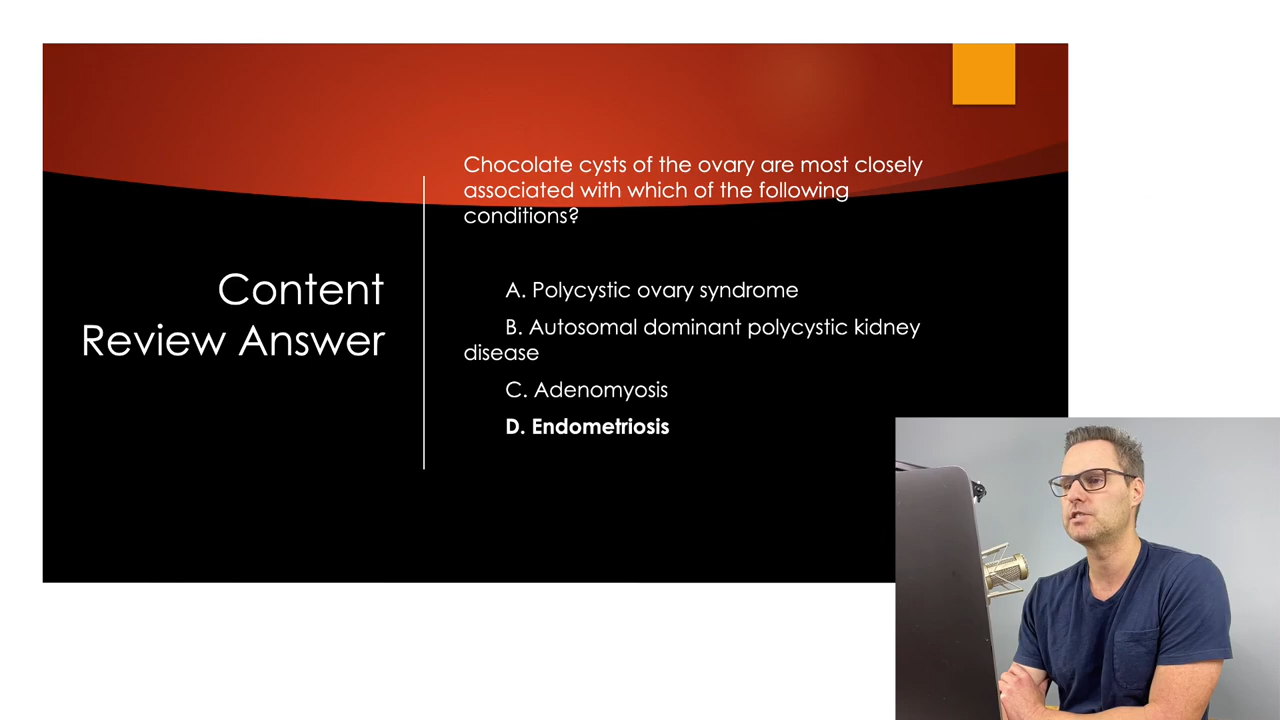 Content
Review Answer
Chocolate cysts of the ovary are most closely
associated with which of the following
conditions?
A. Polycystic ovary syndrome
B. Autosomal dominant polycystic kidney
disease
C. Adenomyosis
D. Endometriosis